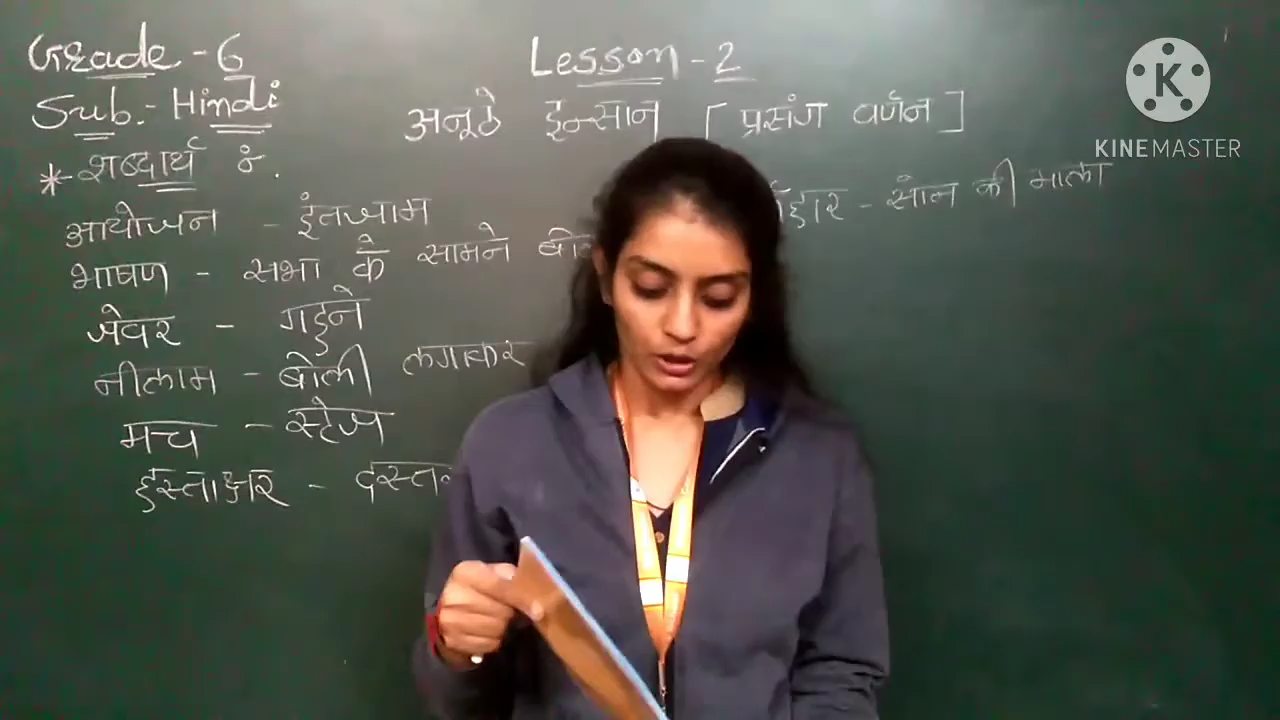 Grade - 6
Lesson - 2
Sub. - Hindi
अनूठे इन्सान [ प्रसंग वर्णन ]
* शब्दार्थ :-
आयोजन - इंतजाम
भाषण - सभा के सामने
जेवर - गहने
नीलाम - बोली लगाकर
मंच - स्टेज
हस्ताक्षर -
- सोने की माला
K
KINEMASTER